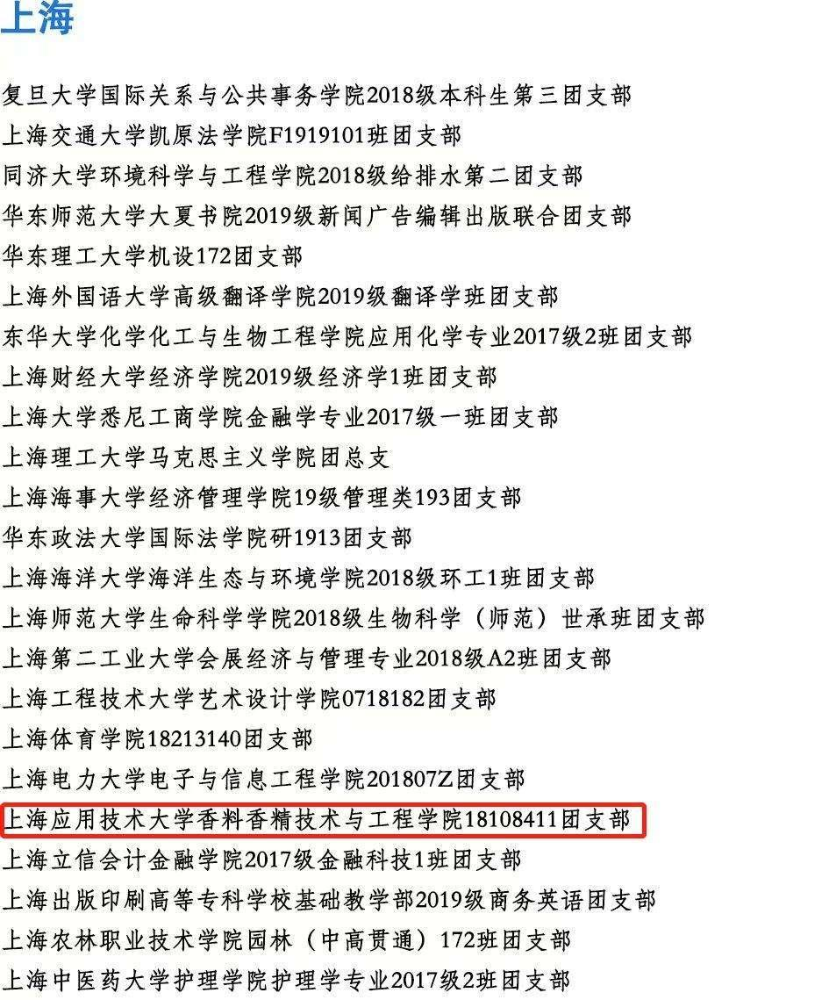 上海
复旦大学国际关系与公共事务学院2018级本科生第三团支部
上海交通大学凯原法学院F1919101班团支部
同济大学环境科学与工程学院2018级给排水第二团支部
华东师范大学大夏书院2019级新闻广告编辑出版联合团支部
华东理工大学机设172团支部
上海外国语大学高级翻译学院2019级翻译学班团支部
东华大学化学化工与生物工程学院应用化学专业2017级2班团支部
上海财经大学经济学院2019级经济学1班团支部
上海大学悉尼工商学院金融学专业2017级一班团支部
上海理工大学马克思主义学院团总支
上海海事大学经济管理学院19级管理类193团支部
华东政法大学国际法学院研1913团支部
上海海洋大学海洋生态与环境学院2018级环工1班团支部
上海师范大学生命科学学院2018级生物科学（师范）世承班团支部
上海第二工业大学会展经济与管理专业2018级A2班团支部
上海工程技术大学艺术设计学院0718182团支部
上海体育学院18213140团支部
上海电力大学电子与信息工程学院201807Z团支部
上海应用技术大学香料香精技术与工程学院18108411团支部
上海立信会计金融学院2017级金融科技1班团支部
上海出版印刷高等专科学校基础教学部2019级商务英语团支部
上海农林职业技术学院园林（中高贯通）172班团支部
上海中医药大学护理学院护理学专业2017级2班团支部